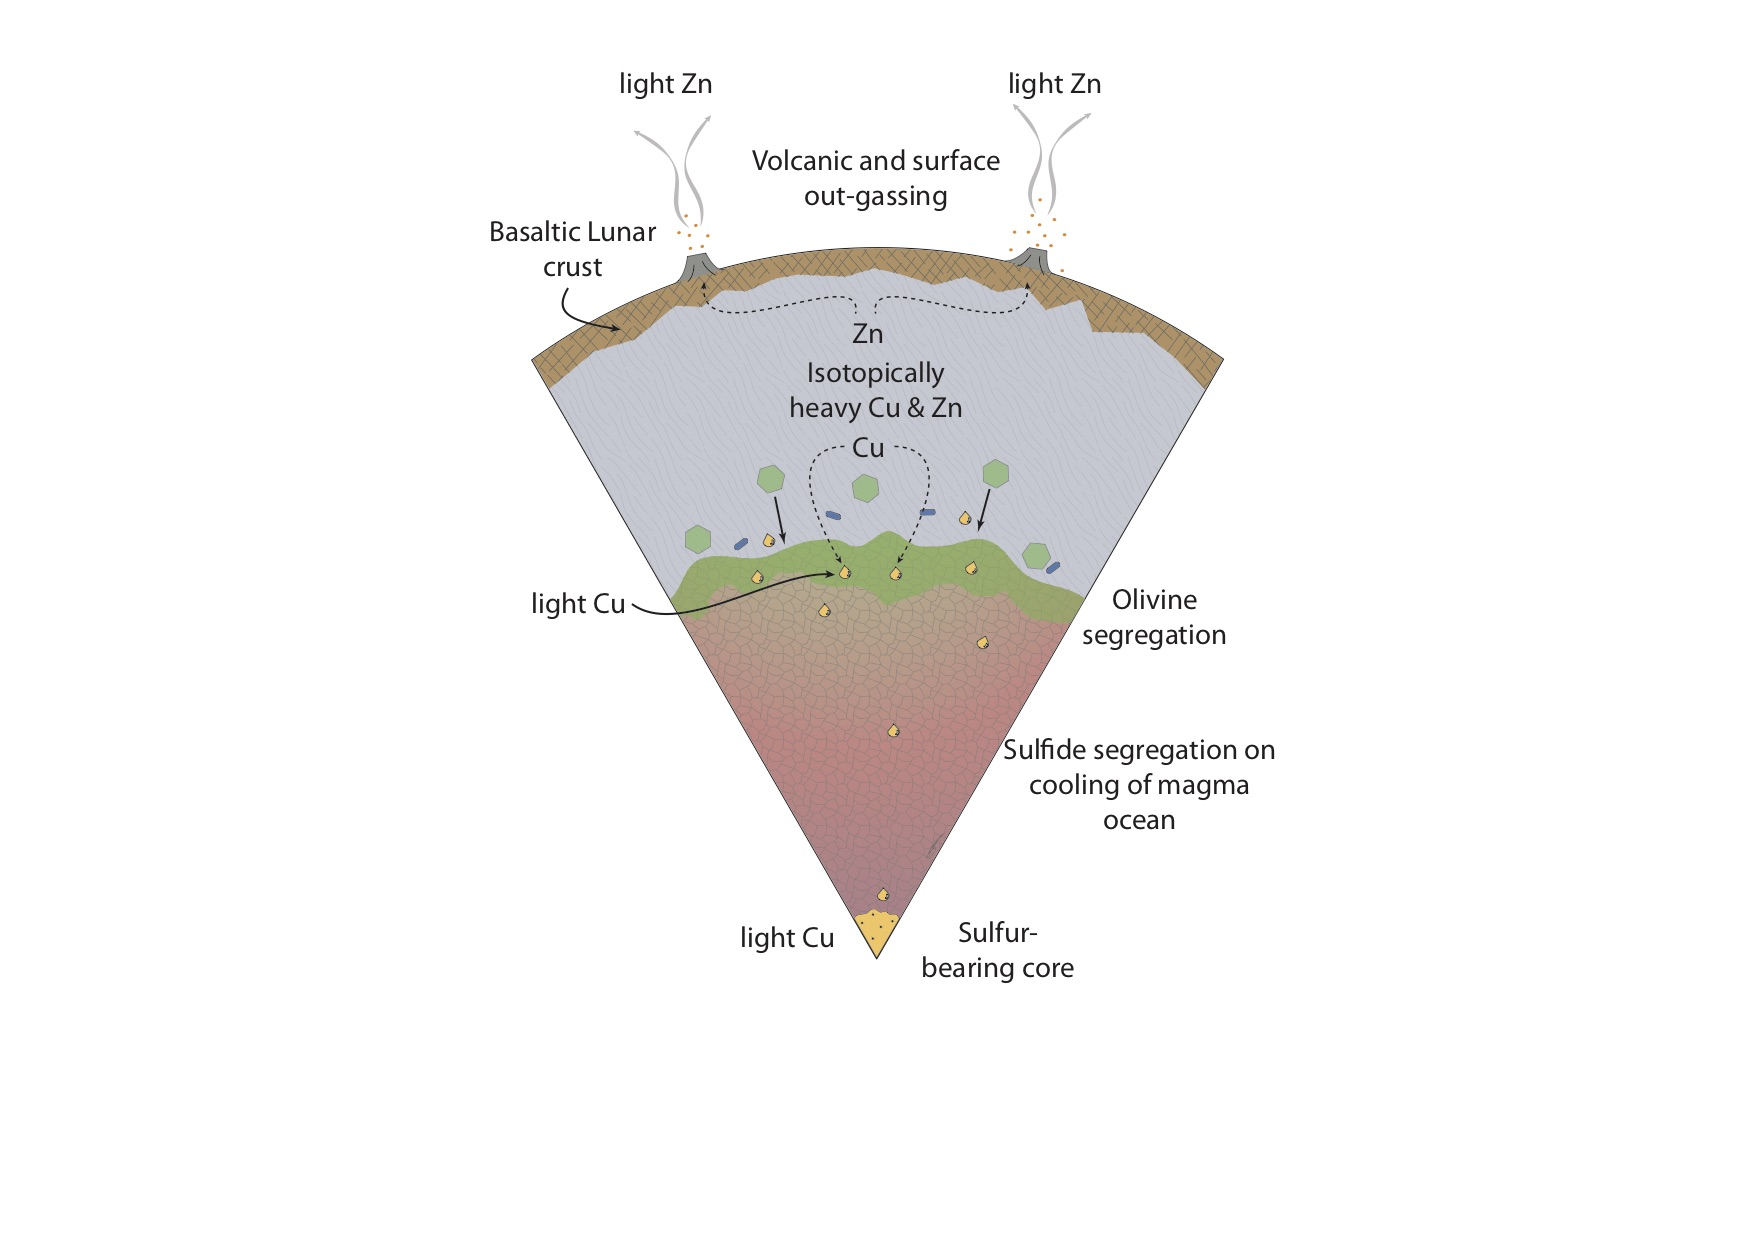 light Zn
light Zn
Volcanic and surface
out-gassing
Basaltic Lunar
crust
Zn
Isotopically
heavy Cu & Zn
Cu
light Cu
Olivine
segregation
Sulfide segregation on
cooling of magma
ocean
light Cu
Sulfur-
bearing core